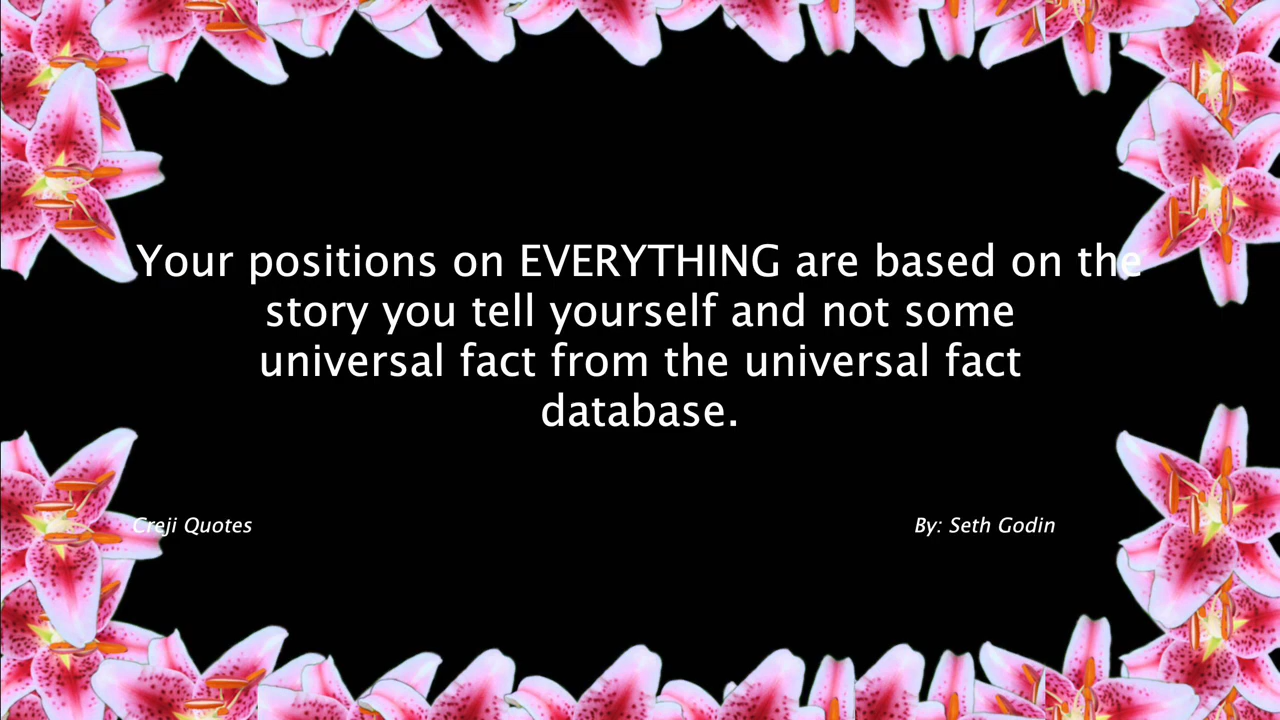 Your positions on EVERYTHING are based on the
story you tell yourself and not some
universal fact from the universal fact
database.
Creji Quotes
By: Seth Godin